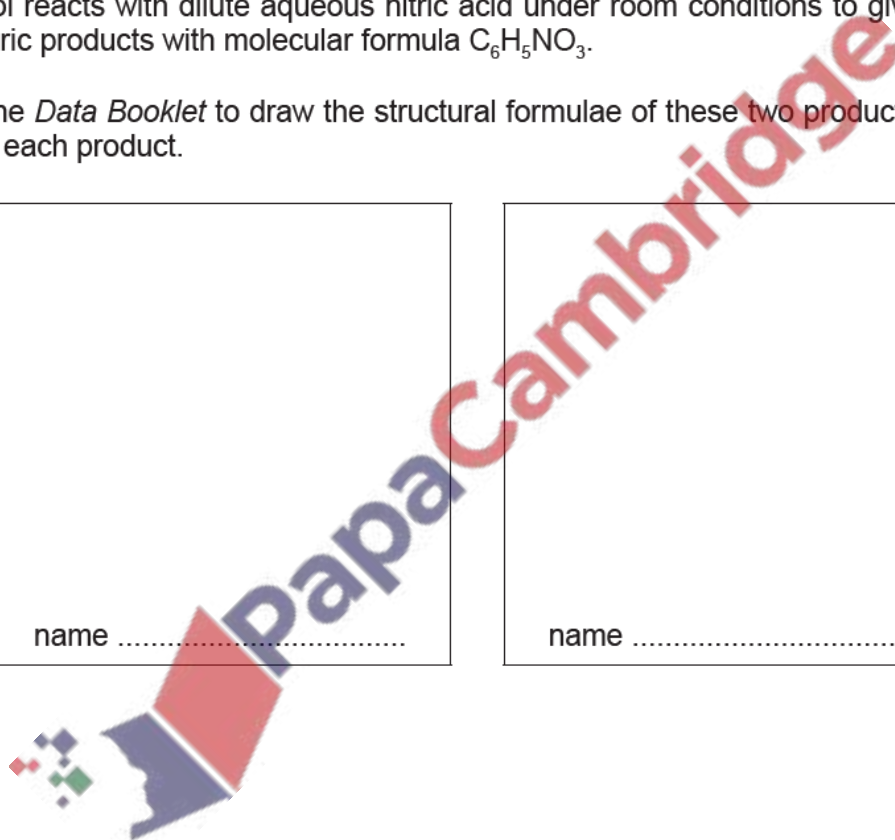 ol reacts with dilute aqueous nitric acid under room conditions to giv
ric products with molecular formula C₆H₅NO₃.
ne Data Booklet to draw the structural formulae of these two produc
each product.
name ................................... name ...................................
PapaCambridge